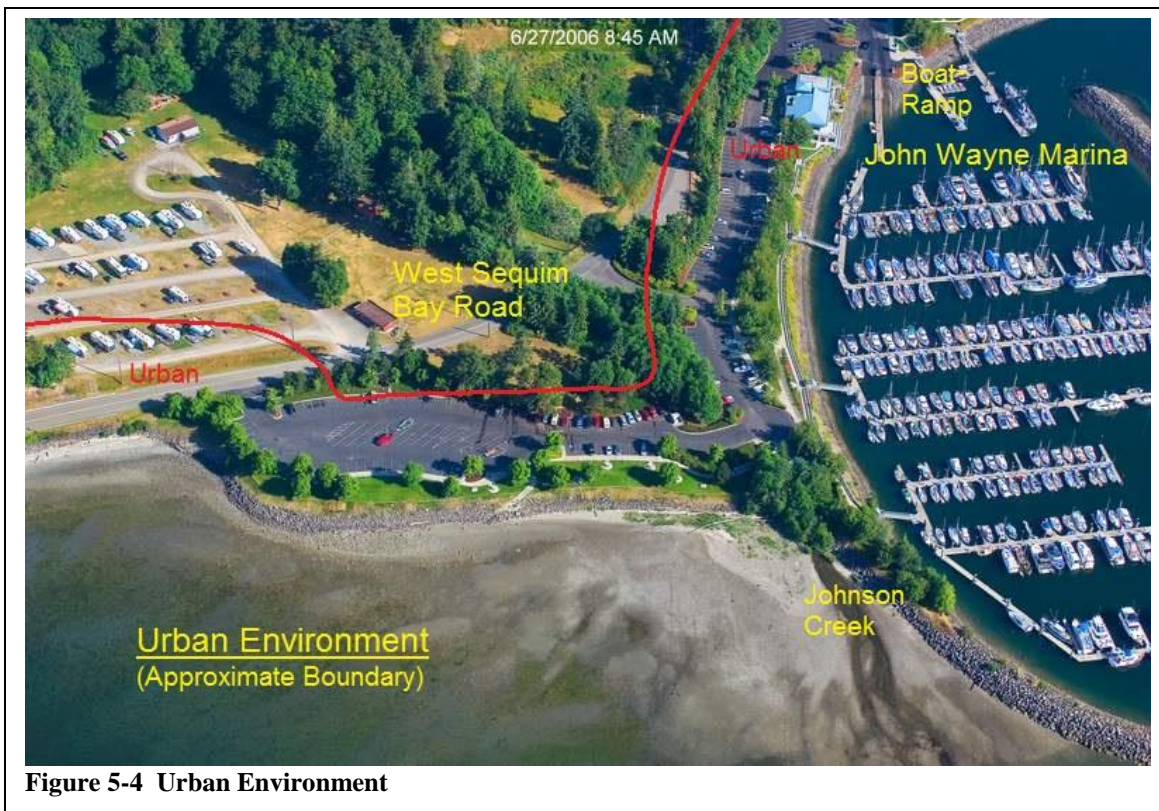 6/27/2006 8:45 AM
Boat-
Ramp
Urban
John Wayne Marina
West Sequim
Bay Road
Urban
Johnson
Creek
Urban Environment
(Approximate Boundary)
Figure 5-4 Urban Environment